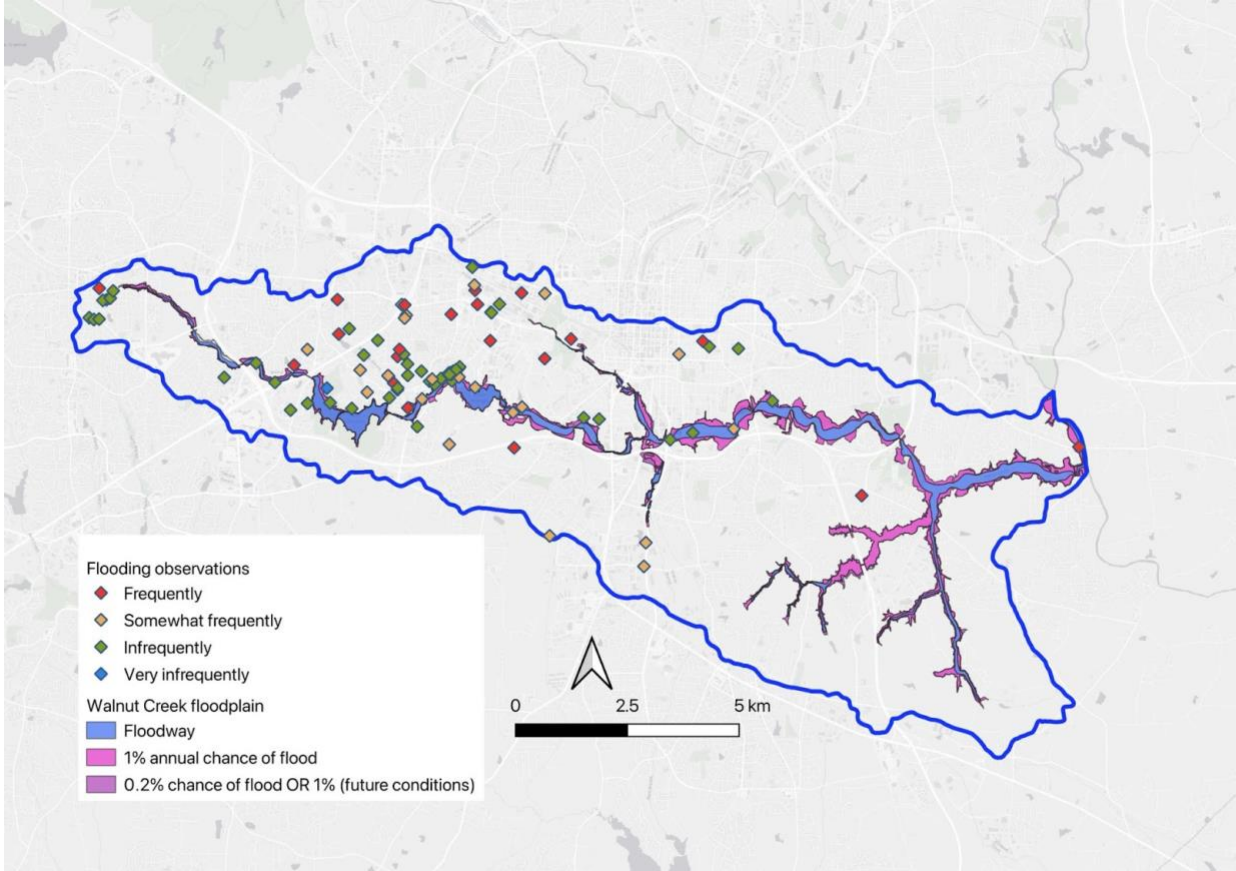 Flooding observations
Frequently
Somewhat frequently
Infrequently
Very infrequently
Walnut Creek floodplain
Floodway
1% annual chance of flood
0.2% chance of flood OR 1% (future conditions)
0 2.5 5 km